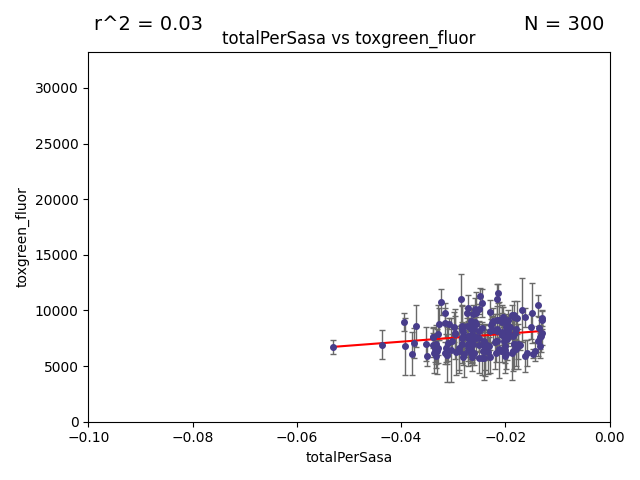 r^2 = 0.03
N = 300
totalPerSasa vs toxgreen_fluor
30000
25000
20000
15000
10000
5000
0
toxgreen_fluor
−0.10
−0.08
−0.06
−0.04
−0.02
0.00
totalPerSasa